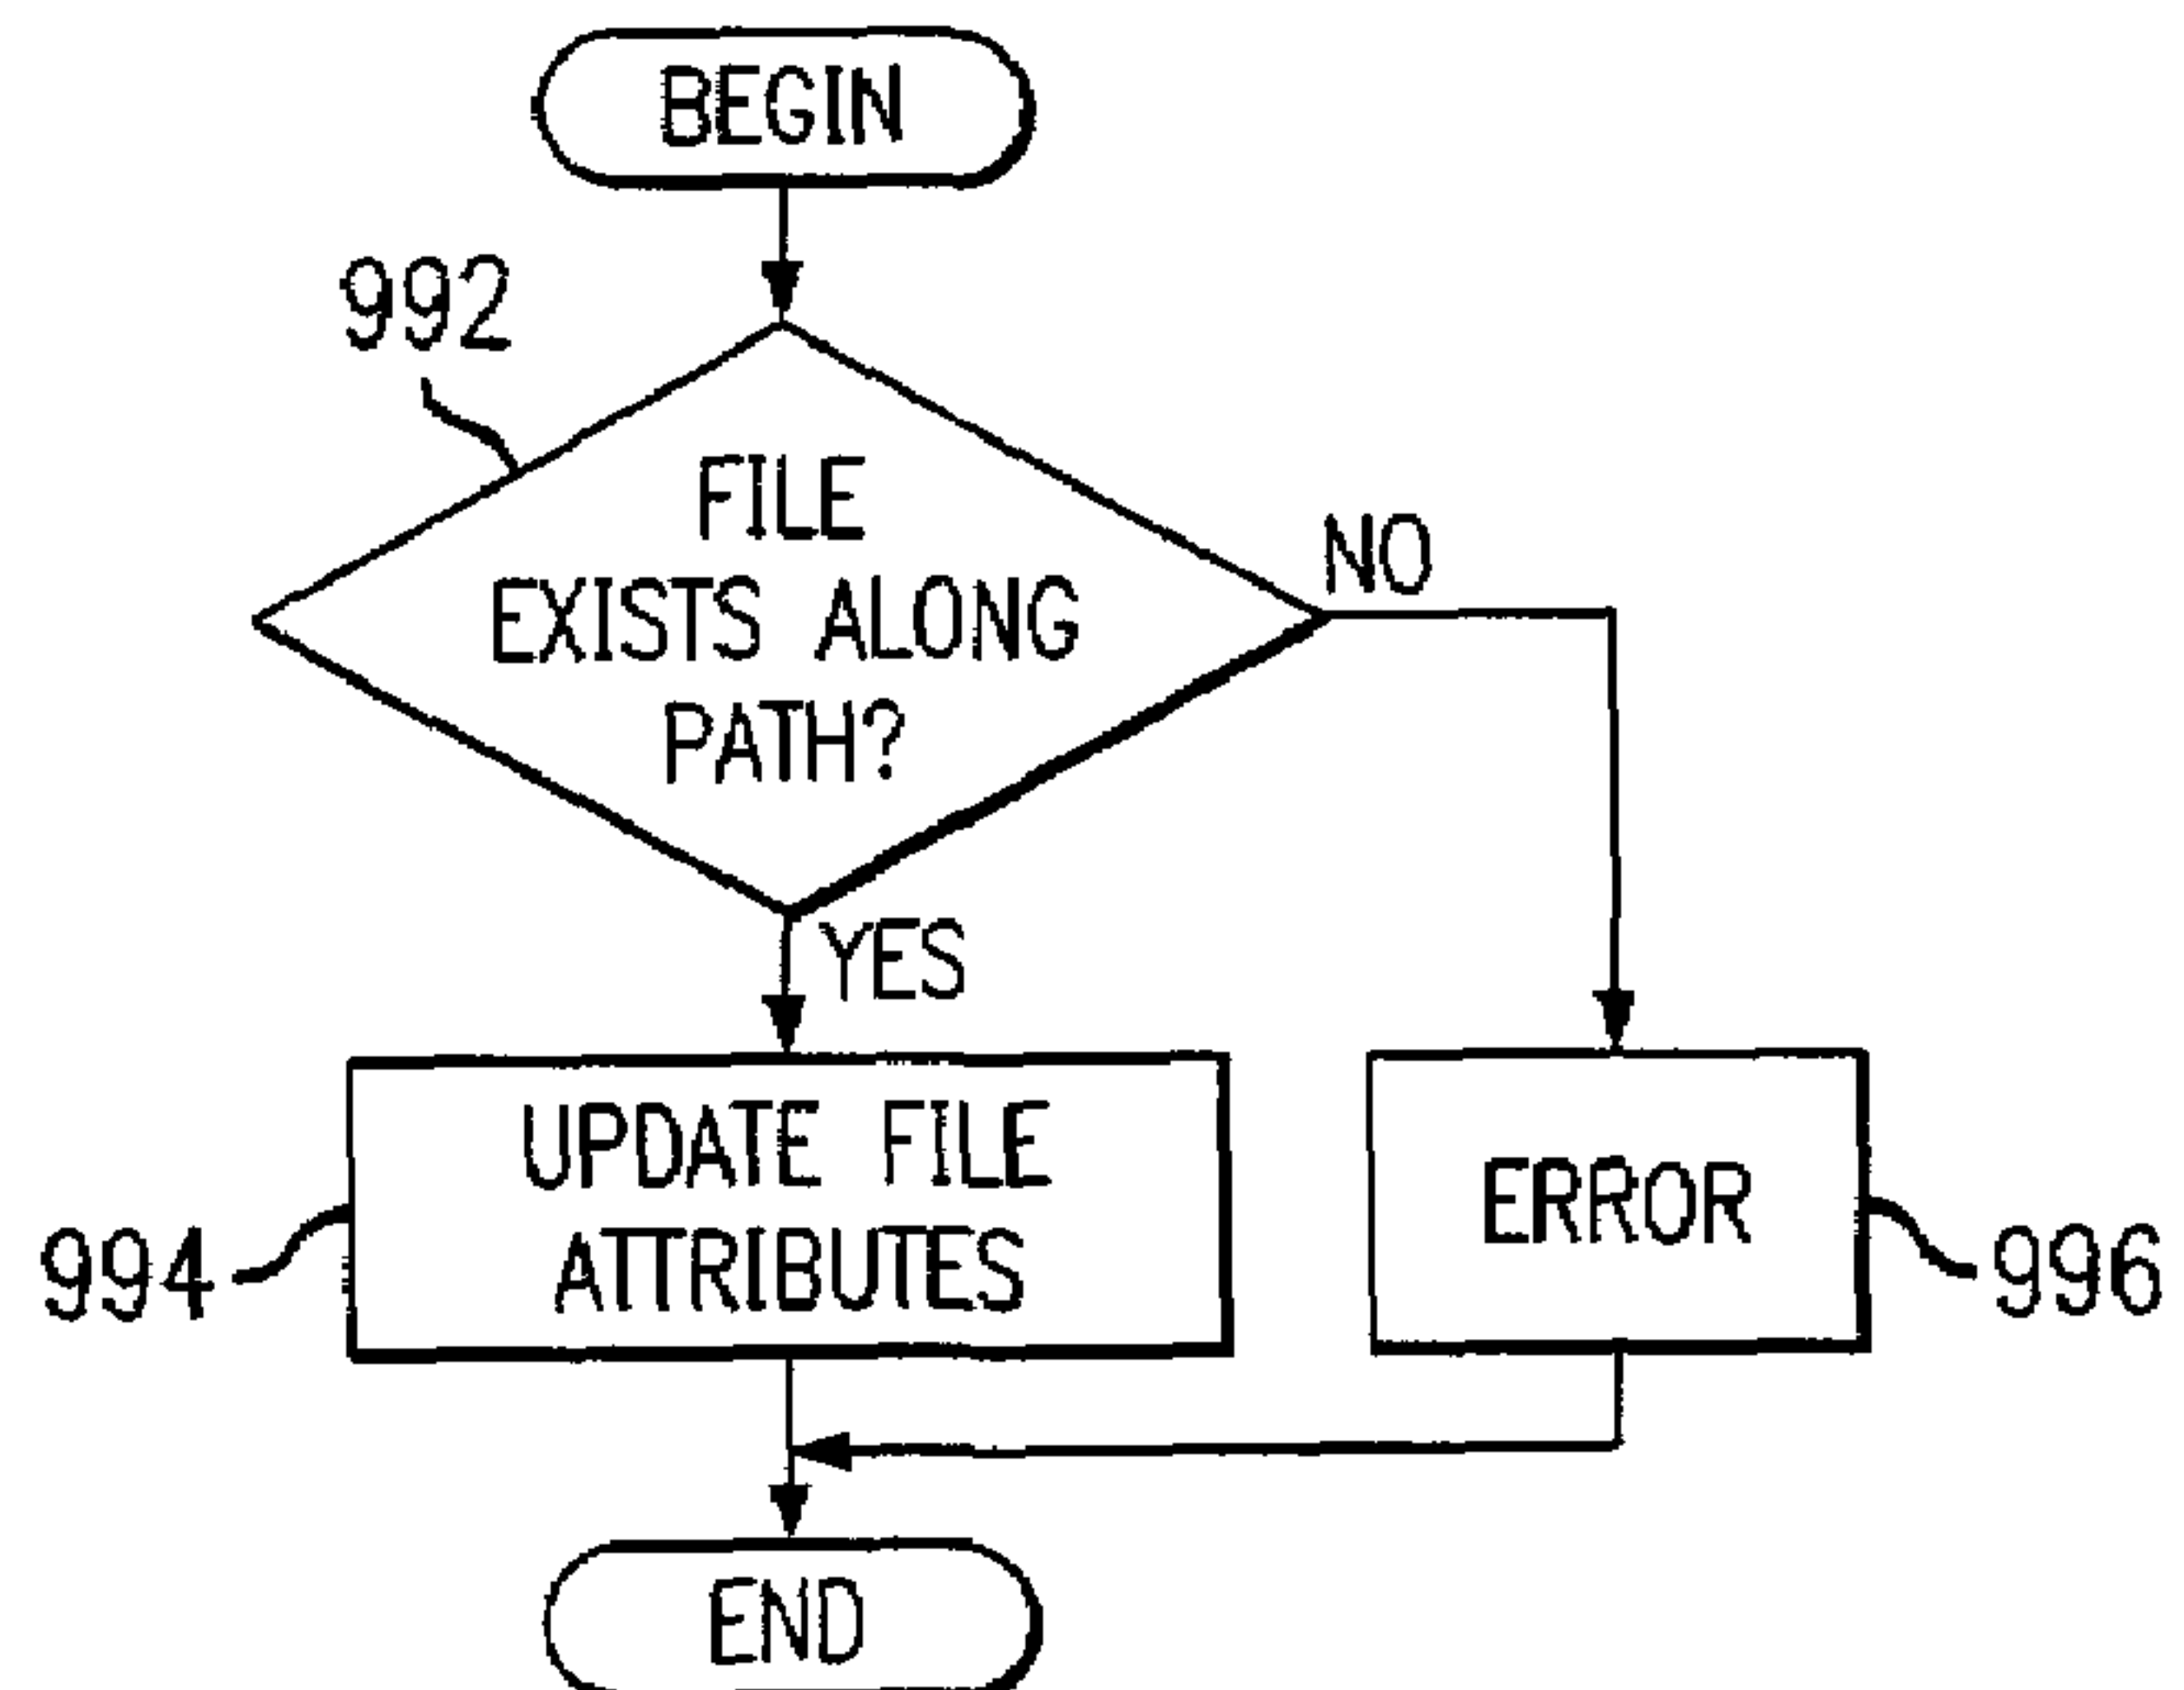 BEGIN
992
FILE
EXISTS ALONG
PATH?
NO
YES
UPDATE FILE
ATTRIBUTES
994
ERROR
996
END